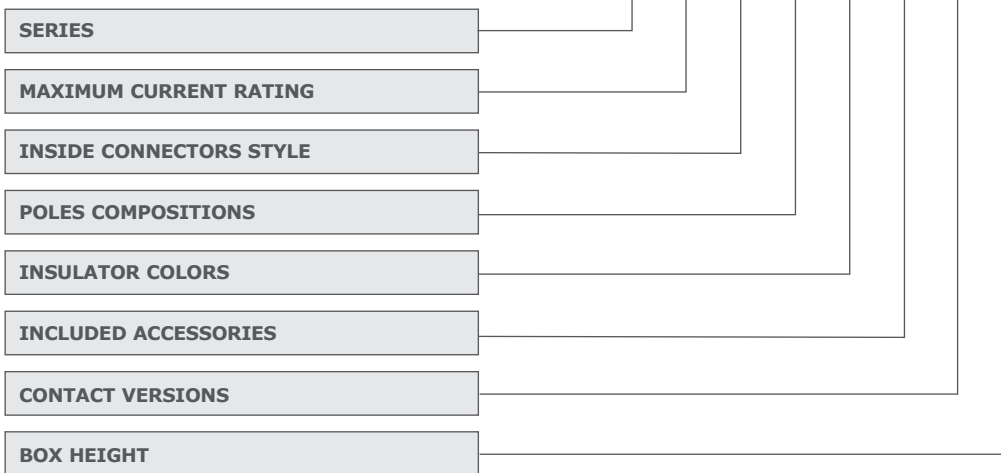 SERIES
MAXIMUM CURRENT RATING
INSIDE CONNECTORS STYLE
POLES COMPOSITIONS
INSULATOR COLORS
INCLUDED ACCESSORIES
CONTACT VERSIONS
BOX HEIGHT